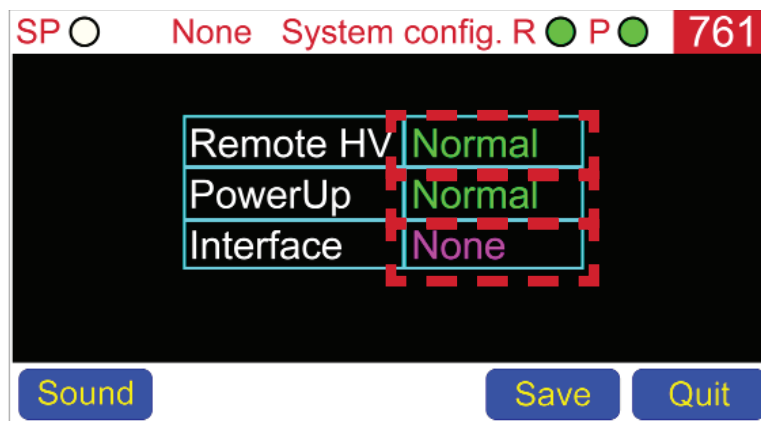 SP None System config. R P 761
Remote HV Normal
PowerUp Normal
Interface None
Sound Save Quit